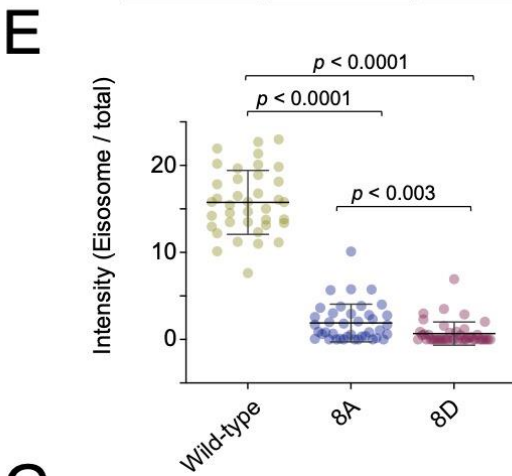 E
p < 0.0001
p < 0.0001
p < 0.003
Intensity (Eisosome / total)
20
10
0
Wild-type
8A
8D